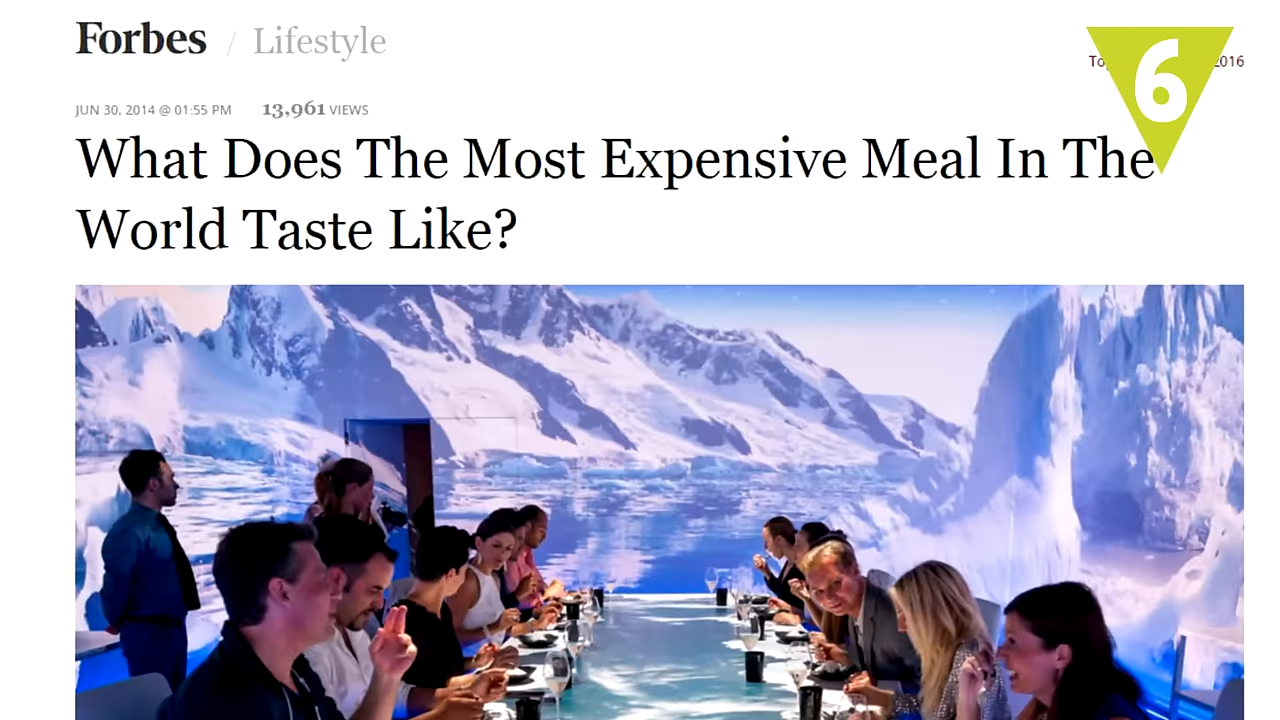 Forbes / Lifestyle
6
2016
JUN 30, 2014 @ 01:55 PM 13,961 VIEWS
What Does The Most Expensive Meal In The
World Taste Like?